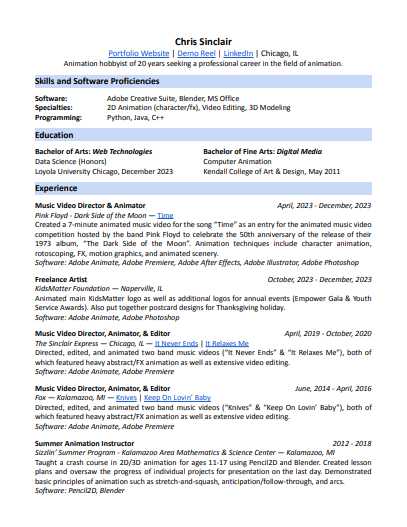 Chris Sinclair
Portfolio Website | Demo Reel | LinkedIn | Chicago, IL
Animation hobbyist of 20 years seeking a professional career in the field of animation.
Skills and Software Proficiencies
Software: Adobe Creative Suite, Blender, MS Office
Specialties: 2D Animation (character/fx), Video Editing, 3D Modeling
Programming: Python, Java, C++
Education
Bachelor of Arts: Web Technologies Bachelor of Fine Arts: Digital Media
Data Science (Honors) Computer Animation
Loyola University Chicago, December 2023 Kendall College of Art & Design, May 2011
Experience
Music Video Director & Animator April, 2023 - December, 2023
Pink Floyd - Dark Side of the Moon — Time
Created a 7-minute animated music video for the song "Time" as an entry for the animated music video
competition hosted by the band Pink Floyd to celebrate the 50th anniversary of the release of their
1973 album, "The Dark Side of the Moon". Animation techniques include character animation,
rotoscoping, FX, motion graphics, and animated scenery.
Software: Adobe Animate, Adobe Premiere, Adobe After Effects, Adobe Illustrator, Adobe Photoshop
Freelance Artist October, 2023 - December, 2023
KidsMatter Foundation — Naperville, IL
Animated main KidsMatter logo as well as additional logos for annual events (Empower Gala & Youth
Service Awards). Also put together postcard designs for Thanksgiving holiday.
Software: Adobe Animate, Adobe Photoshop
Music Video Director, Animator, & Editor April, 2019 - October, 2020
The Sinclair Express — Chicago, IL — It Never Ends | It Relaxes Me
Directed, edited, and animated two band music videos ("It Never Ends" & "It Relaxes Me"), both of
which featured heavy abstract/FX animation as well as extensive video editing.
Software: Adobe Animate, Adobe Premiere
Music Video Director, Animator, & Editor June, 2014 - April, 2016
Fox — Kalamazoo, MI — Knives | Keep On Lovin' Baby
Directed, edited, and animated two band music videos ("Knives" & "Keep On Lovin' Baby"), both of
which featured heavy abstract/FX animation as well as extensive video editing.
Software: Adobe Animate, Adobe Premiere
Summer Animation Instructor 2012 - 2018
Sizzlin' Summer Program - Kalamazoo Area Mathematics & Science Center — Kalamazoo, MI
Taught a crash course in 2D/3D animation for ages 11-17 using Pencil2D and Blender. Created lesson
plans and oversaw the progress of individual projects for presentation on the last day. Demonstrated
basic principles of animation such as stretch-and-squash, anticipation/follow-through, and arcs.
Software: Pencil2D, Blender